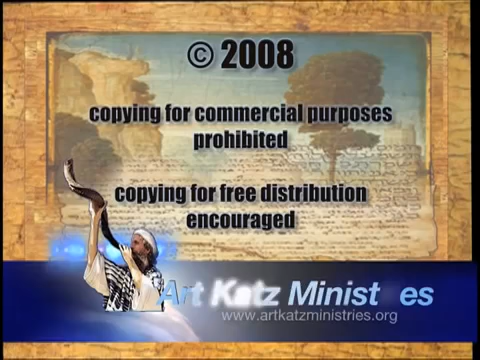 © 2008
copying for commercial purposes
prohibited
copying for free distribution
encouraged
Art Katz Minist es
www.artkatzministries.org